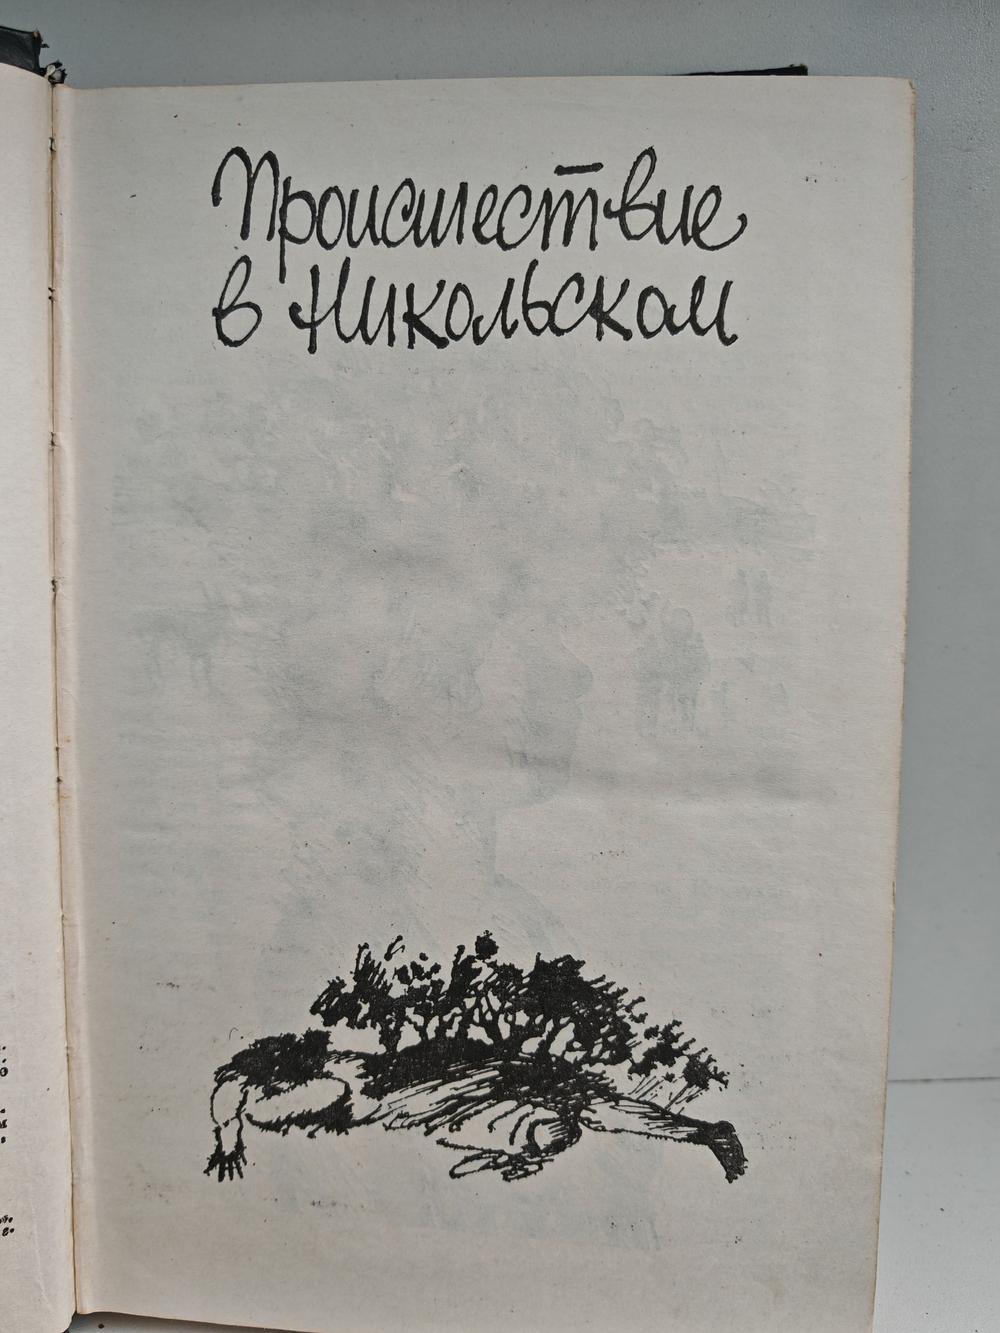 Происшествие
в Никольском